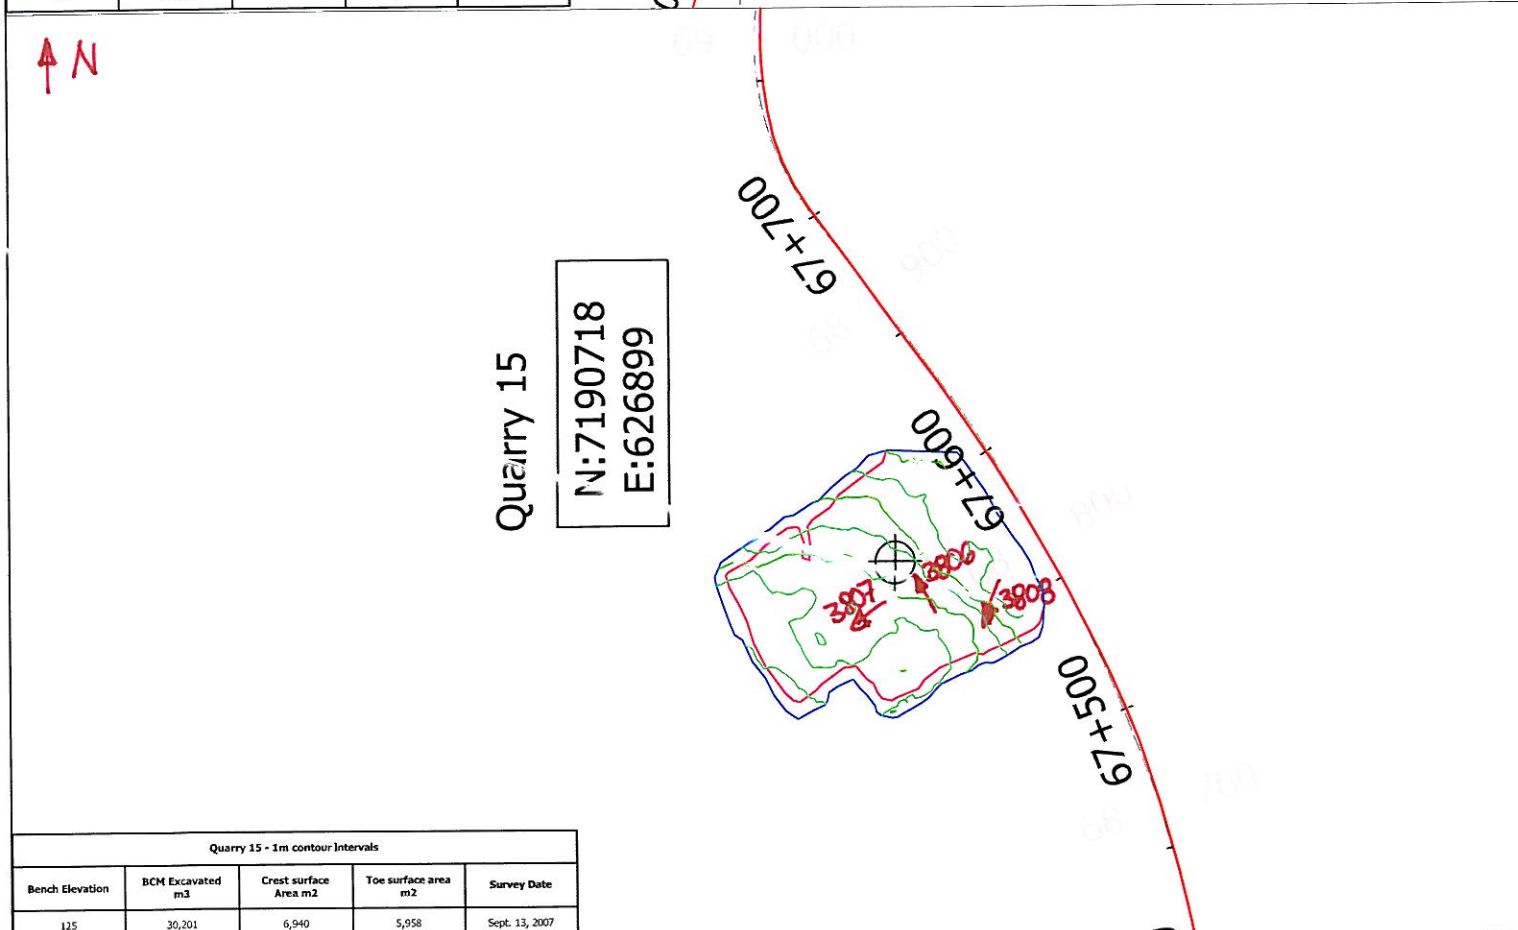 N
67+700
Quarry 15
N:7190718
E:626899
67+600
3806
3807
3808
67+500
Quarry 15 - 1m contour Intervals
Bench Elevation
BCM Excavated
m3
Crest surface
Area m2
Toe surface area
m2
Survey Date
125
30,201
6,940
5,958
Sept. 13, 2007